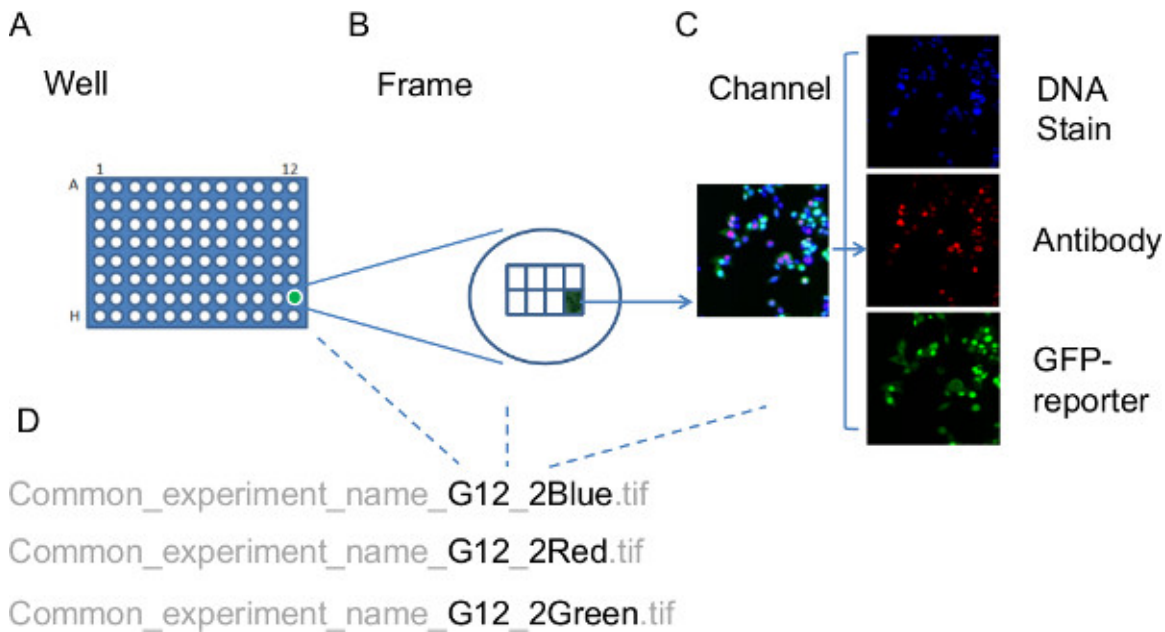 A
B
C
Well
Frame
Channel
DNA
Stain
1
12
A
H
Antibody
GFP-
reporter
D
Common_experiment_name_G12_2Blue.tif
Common_experiment_name_G12_2Red.tif
Common_experiment_name_G12_2Green.tif